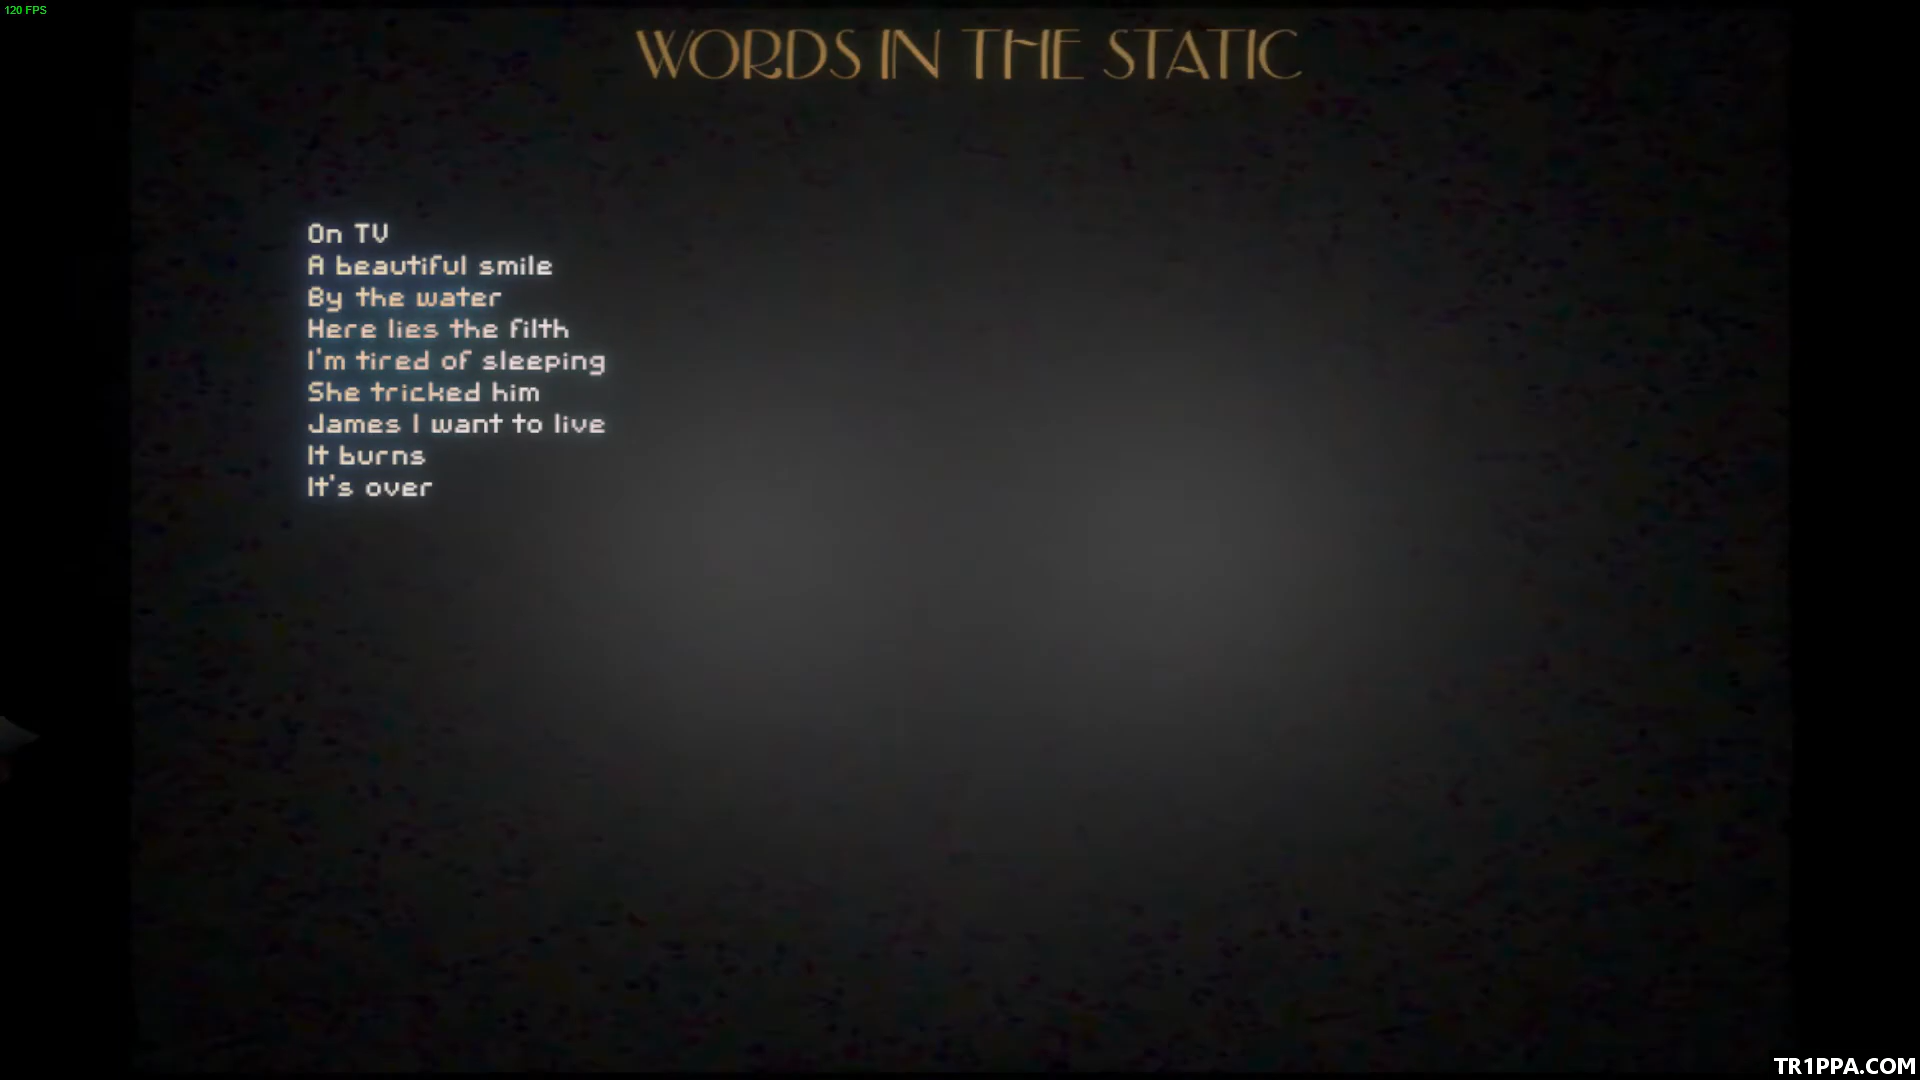 120 FPS
WORDS IN THE STATIC
On TV
A beautiful smile
By the water
Here lies the filth
I'm tired of sleeping
She tricked him
James I want to live
It burns
It's over
TR1PPA.COM